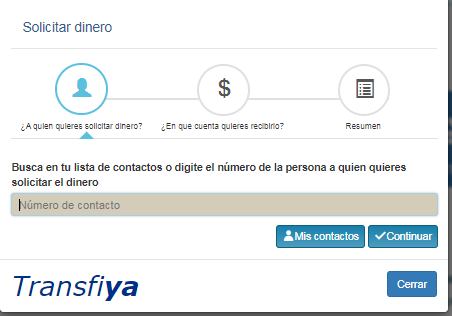 Solicitar dinero
$
¿A quien quieres solicitar dinero? ¿En que cuenta quieres recibirlo? Resumen
Busca en tu lista de contactos o digite el número de la persona a quien quieres
solicitar el dinero
Número de contacto
Mis contactos Continuar
Transfiya Cerrar